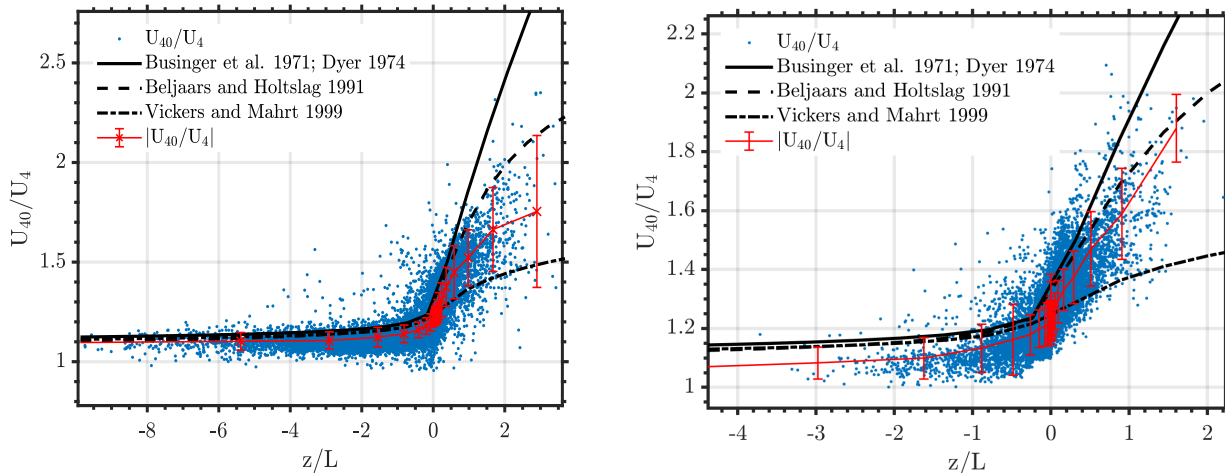 U40/U4
2.5
2
1.5
1
U40/U4
Businger et al. 1971; Dyer 1974
Beljaars and Holtslag 1991
Vickers and Mahrt 1999
|U40/U4|
-8 -6 -4 -2 0 2
z/L
U40/U4
2.2
2
1.8
1.6
1.4
1.2
1
U40/U4
Businger et al. 1971; Dyer 1974
Beljaars and Holtslag 1991
Vickers and Mahrt 1999
|U40/U4|
-4 -3 -2 -1 0 1 2
z/L